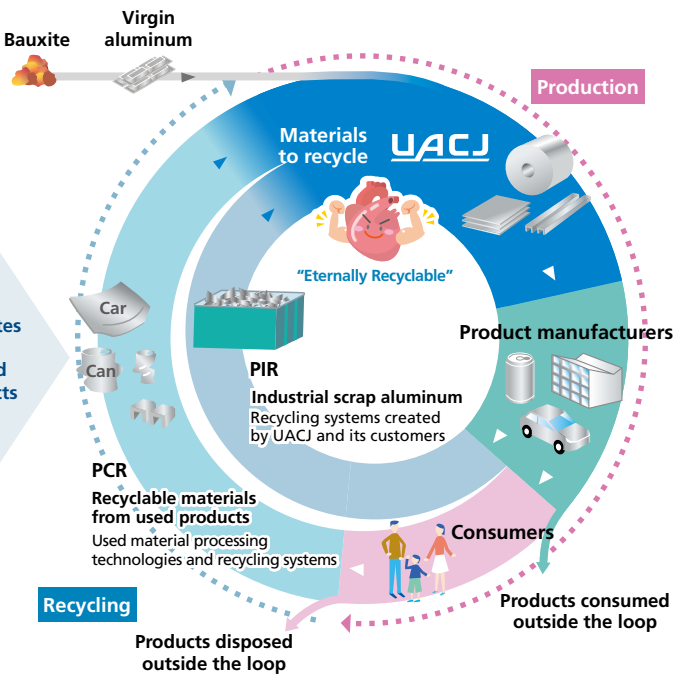 Bauxite
Virgin
aluminum
Production
Materials
to recycle
UACJ
"Eternally Recyclable"
Car
Can
Product manufacturers
PIR
Industrial scrap aluminum
Recycling systems created
by UACJ and its customers
PCR
Recyclable materials
from used products
Used material processing
technologies and recycling systems
Consumers
Recycling
Products consumed
outside the loop
Products disposed
outside the loop